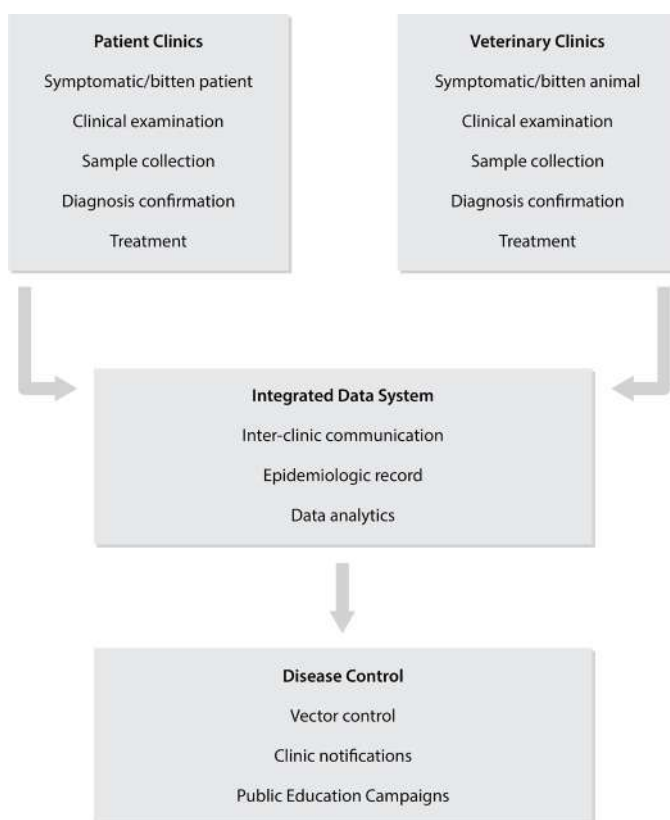 Patient Clinics
Symptomatic/bitten patient
Clinical examination
Sample collection
Diagnosis confirmation
Treatment
Veterinary Clinics
Symptomatic/bitten animal
Clinical examination
Sample collection
Diagnosis confirmation
Treatment
Integrated Data System
Inter-clinic communication
Epidemiologic record
Data analytics
Disease Control
Vector control
Clinic notifications
Public Education Campaigns